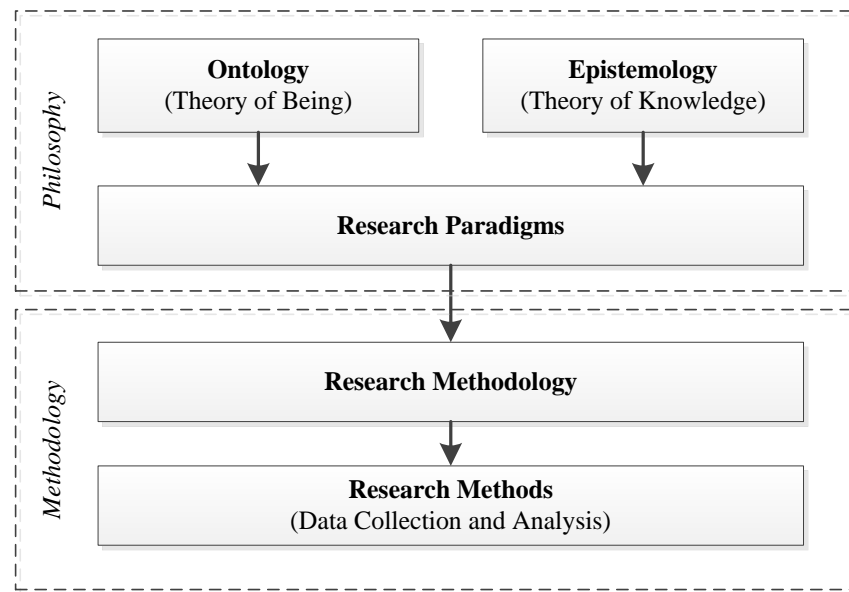 Philosophy
Ontology
(Theory of Being)
Epistemology
(Theory of Knowledge)
Research Paradigms
Methodology
Research Methodology
Research Methods
(Data Collection and Analysis)